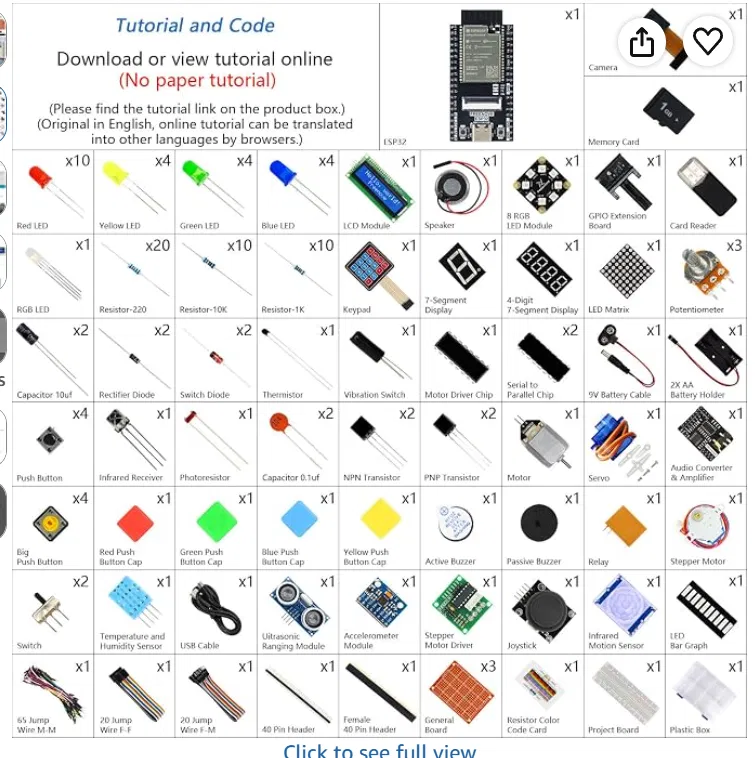 Tutorial and Code
Download or view tutorial online
(No paper tutorial)
(Please find the tutorial link on the product box.)
(Original in English, online tutorial can be translated
into other languages by browsers.)
x1
ESP32
x1
Camera
x1
1 GB
Memory Card
x10
Red LED
x4
Yellow LED
x4
Green LED
x4
Blue LED
x1
Hello, world!
Freenove
LCD Module
x1
Speaker
x1
8 RGB
LED Module
x1
GPIO Extension
Board
x1
Card Reader
x1
RGB LED
x20
Resistor-220
x10
Resistor-10K
x10
Resistor-1K
x1
Keypad
x1
7-Segment
Display
x1
4-Digit
7-Segment Display
x1
LED Matrix
x3
Potentiometer
x2
Capacitor 10uf
x2
Rectifier Diode
x2
Switch Diode
x1
Thermistor
x1
Vibration Switch
x1
Motor Driver Chip
x2
Serial to
Parallel Chip
x1
9V Battery Cable
x1
2X AA
Battery Holder
x4
Push Button
x1
Infrared Receiver
x1
Photoresistor
x2
Capacitor 0.1uf
x2
NPN Transistor
x2
PNP Transistor
x1
Motor
x1
Servo
x1
Audio Converter
& Amplifier
x4
Big
Push Button
x1
Red Push
Button Cap
x1
Green Push
Button Cap
x1
Blue Push
Button Cap
x1
Yellow Push
Button Cap
x1
Active Buzzer
x1
Passive Buzzer
x1
Relay
x1
Stepper Motor
x2
Switch
x1
Temperature and
Humidity Sensor
x1
USB Cable
x1
Ultrasonic
Ranging Module
x1
Accelerometer
Module
x1
Stepper
Motor Driver
x1
Joystick
x1
Infrared
Motion Sensor
x1
LED
Bar Graph
x1
65 Jump
Wire M-M
x1
20 Jump
Wire F-F
x1
20 Jump
Wire F-M
x1
40 Pin Header
x1
Female
40 Pin Header
x3
General
Board
x1
Resistor Color
Code Card
x1
Project Board
x1
Plastic Box
Click to see full view